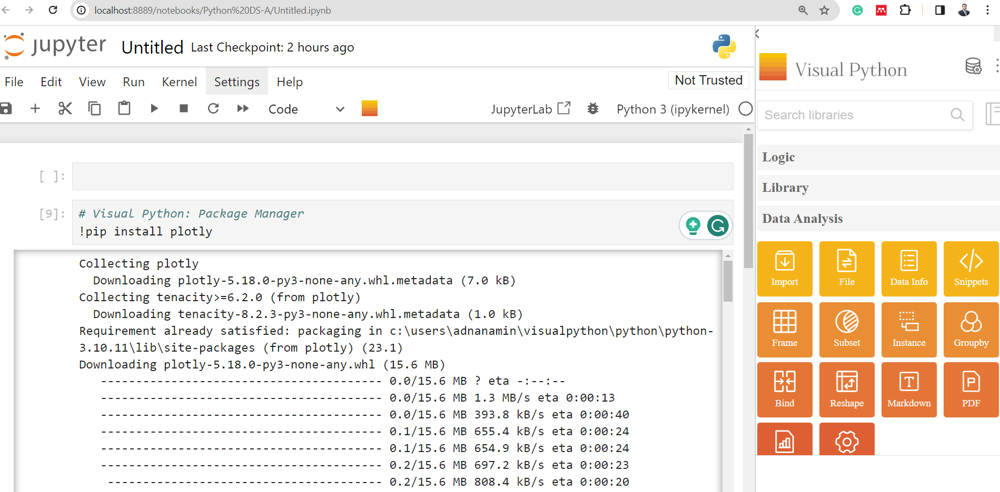 localhost:8889/notebooks/Python%20DS-A/Untitled.ipynb
jupyter Untitled Last Checkpoint: 2 hours ago
File Edit View Run Kernel Settings Help Not Trusted
Code JupyterLab Python 3 (ipykernel)
[ ]:
[9]: # Visual Python: Package Manager
!pip install plotly
Collecting plotly
Downloading plotly-5.18.0-py3-none-any.whl.metadata (7.0 kB)
Collecting tenacity>=6.2.0 (from plotly)
Downloading tenacity-8.2.3-py3-none-any.whl.metadata (1.0 kB)
Requirement already satisfied: packaging in c:\users\adnanamin\visualpython\python\python-
3.10.11\lib\site-packages (from plotly) (23.1)
Downloading plotly-5.18.0-py3-none-any.whl (15.6 MB)
---------------------------------------- 0.0/15.6 MB ? eta -:--:--
---------------------------------------- 0.0/15.6 MB 1.3 MB/s eta 0:00:13
---------------------------------------- 0.0/15.6 MB 393.8 kB/s eta 0:00:40
---------------------------------------- 0.1/15.6 MB 655.4 kB/s eta 0:00:24
---------------------------------------- 0.1/15.6 MB 654.9 kB/s eta 0:00:24
---------------------------------------- 0.2/15.6 MB 697.2 kB/s eta 0:00:23
--------------------------------------- 0.2/15.6 MB 808.4 kB/s eta 0:00:20
Visual Python
Search libraries
Logic
Library
Data Analysis
Import File Data Info Snippets
Frame Subset Instance Groupby
Bind Reshape Markdown PDF